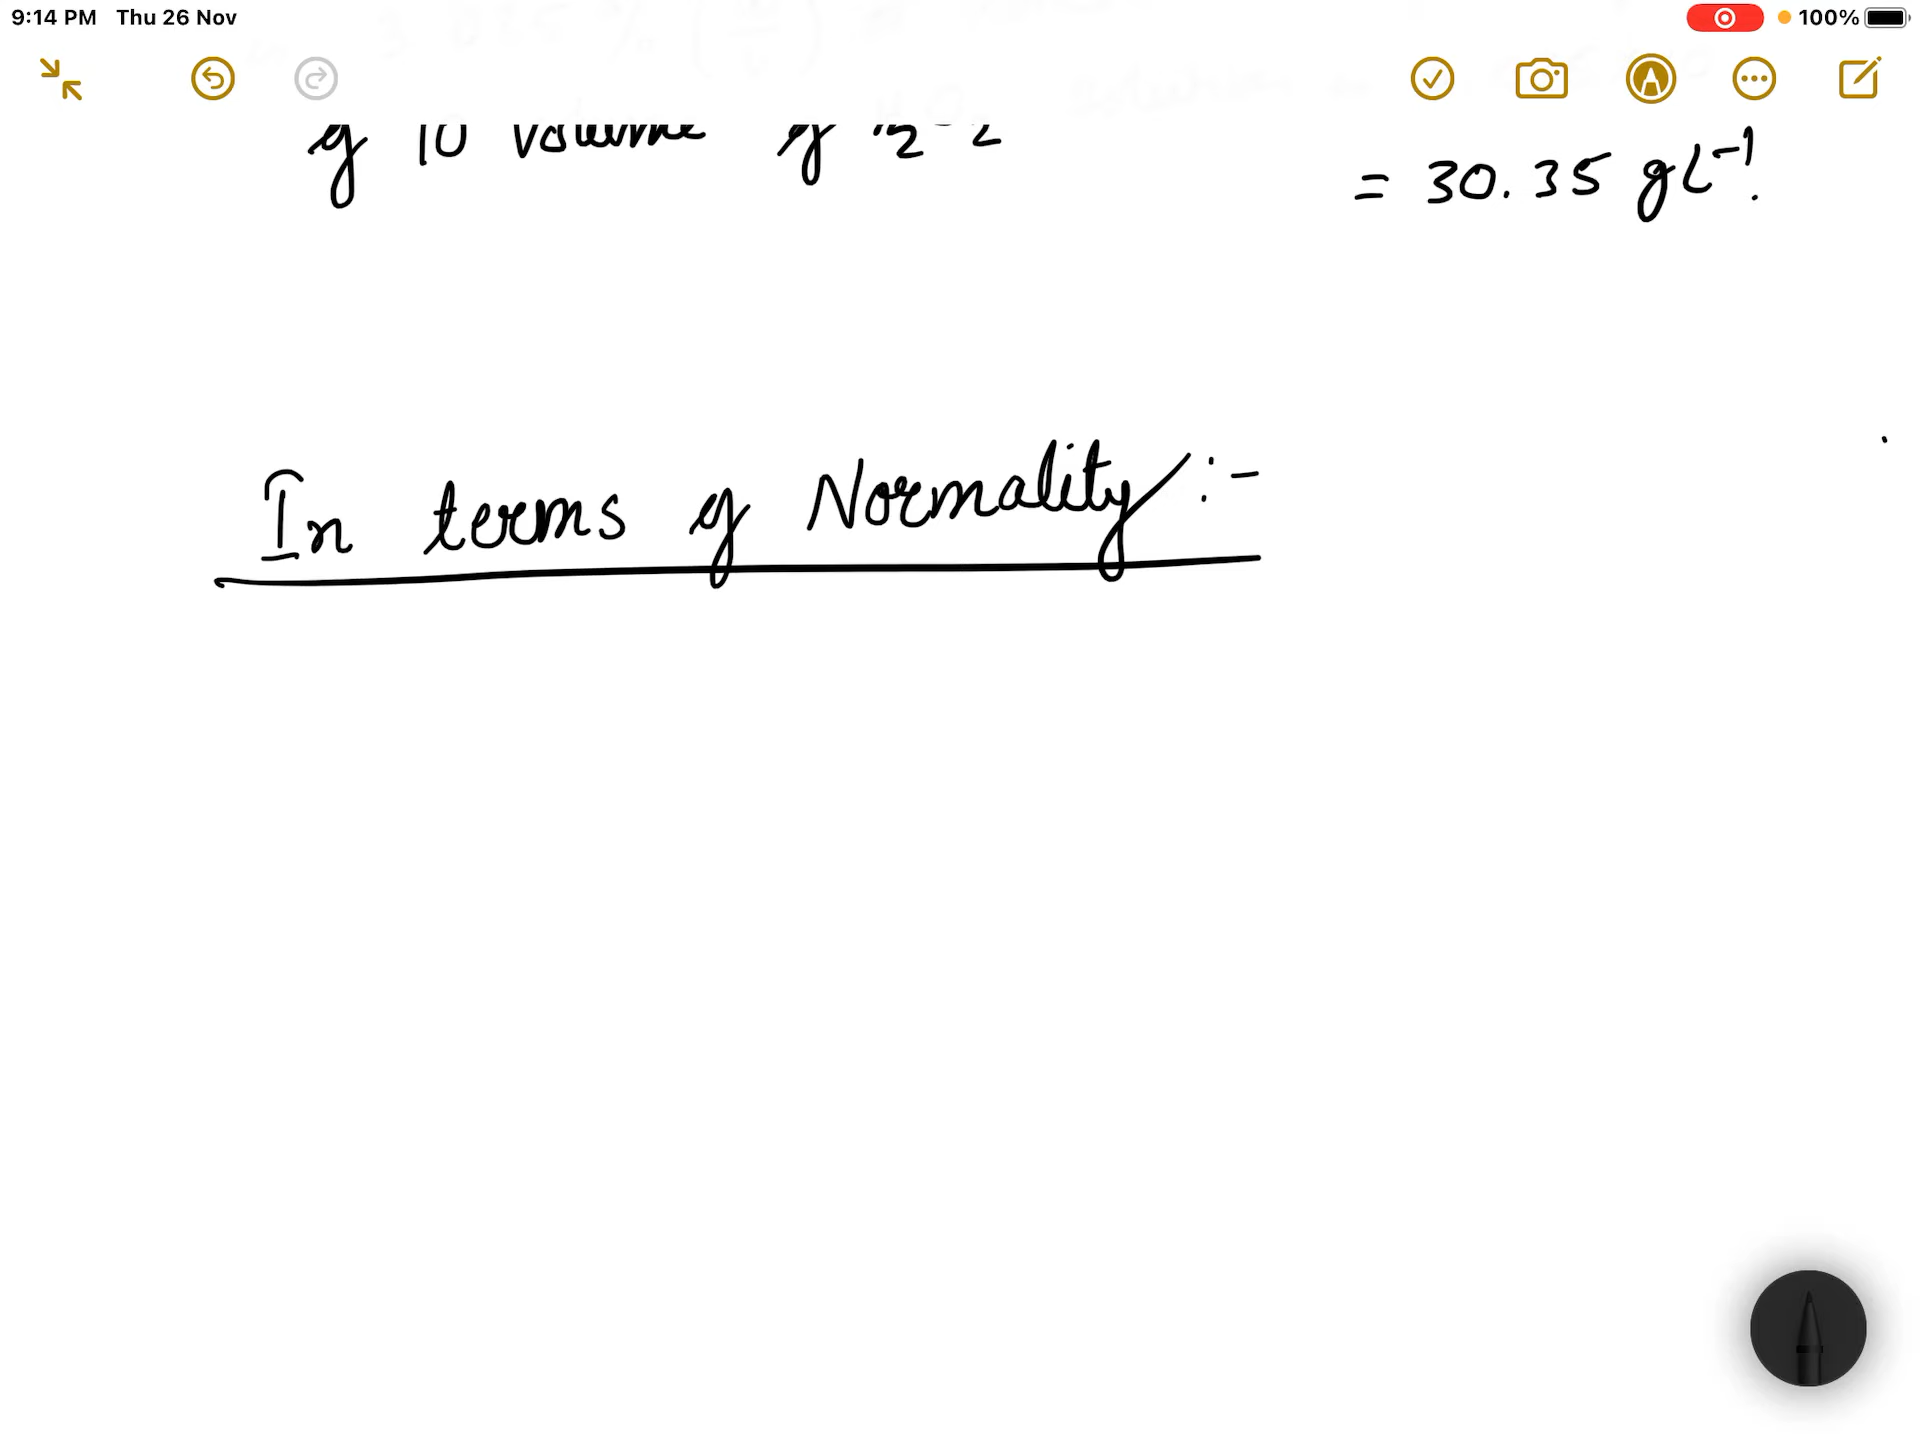 9:14 PM Thu 26 Nov 100%
of 10 volume of H2O2
= 30.35 gL⁻¹.
In terms of Normality :-